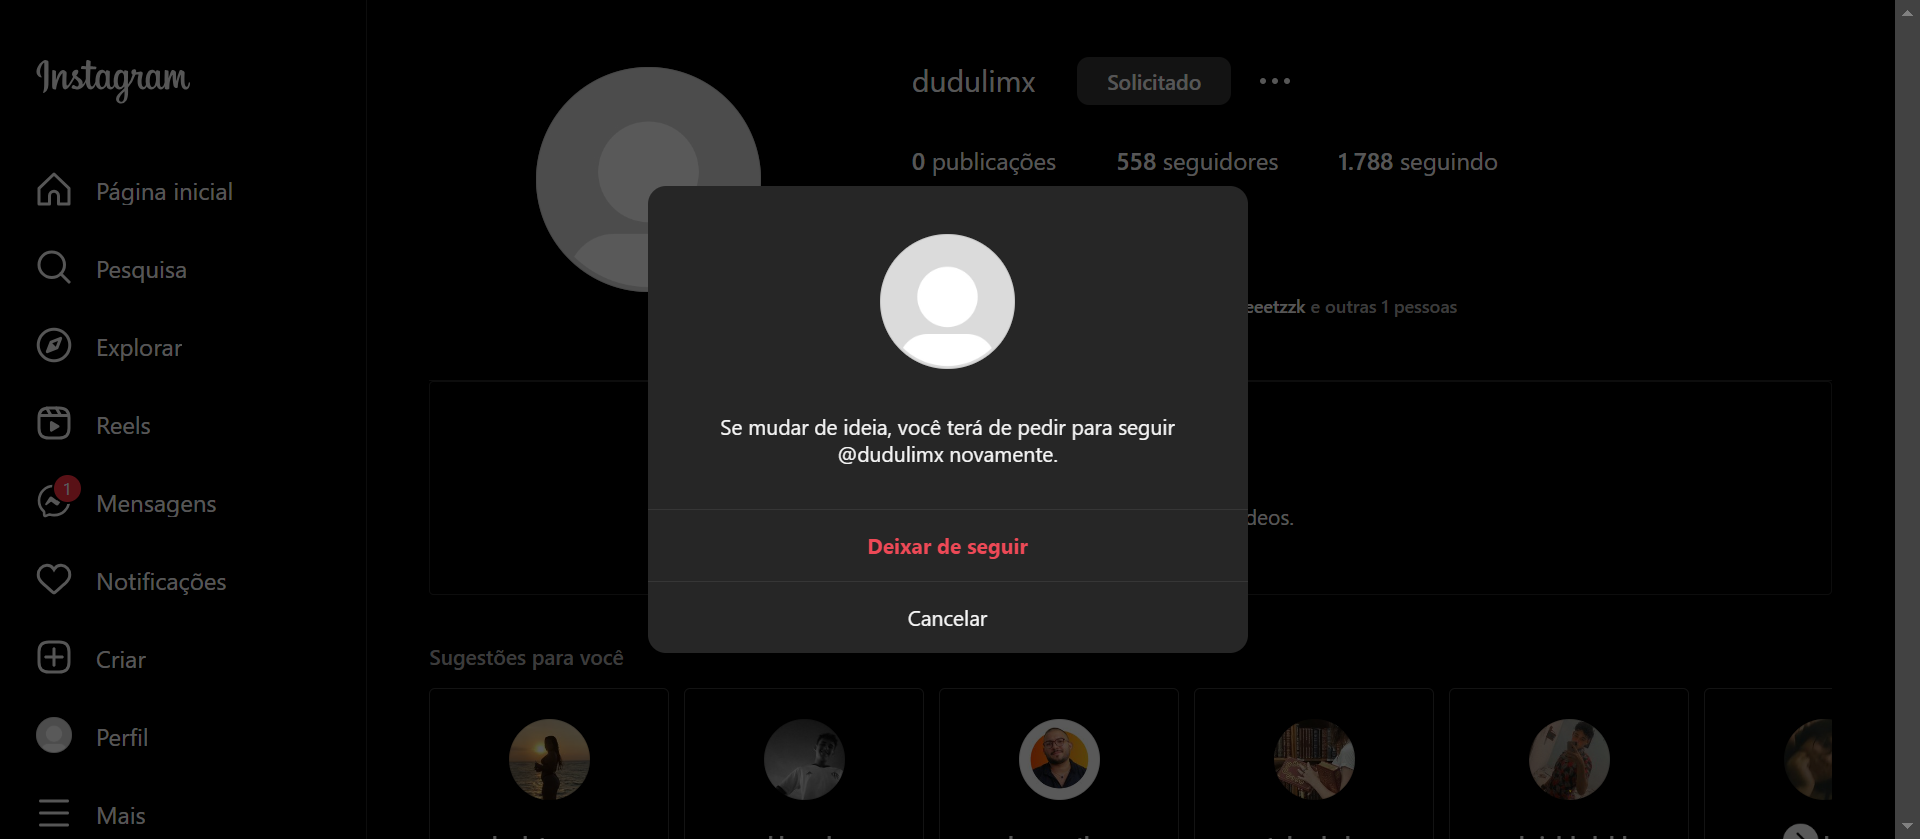 Instagram
Página inicial
Pesquisa
Explorar
Reels
1
Mensagens
Notificações
Criar
Perfil
Mais
dudulimx
Solicitado
0 publicações
558 seguidores
1.788 seguindo
e outras 1 pessoas
Se mudar de ideia, você terá de pedir para seguir
@dudulimx novamente.
Deixar de seguir
Cancelar
Sugestões para você